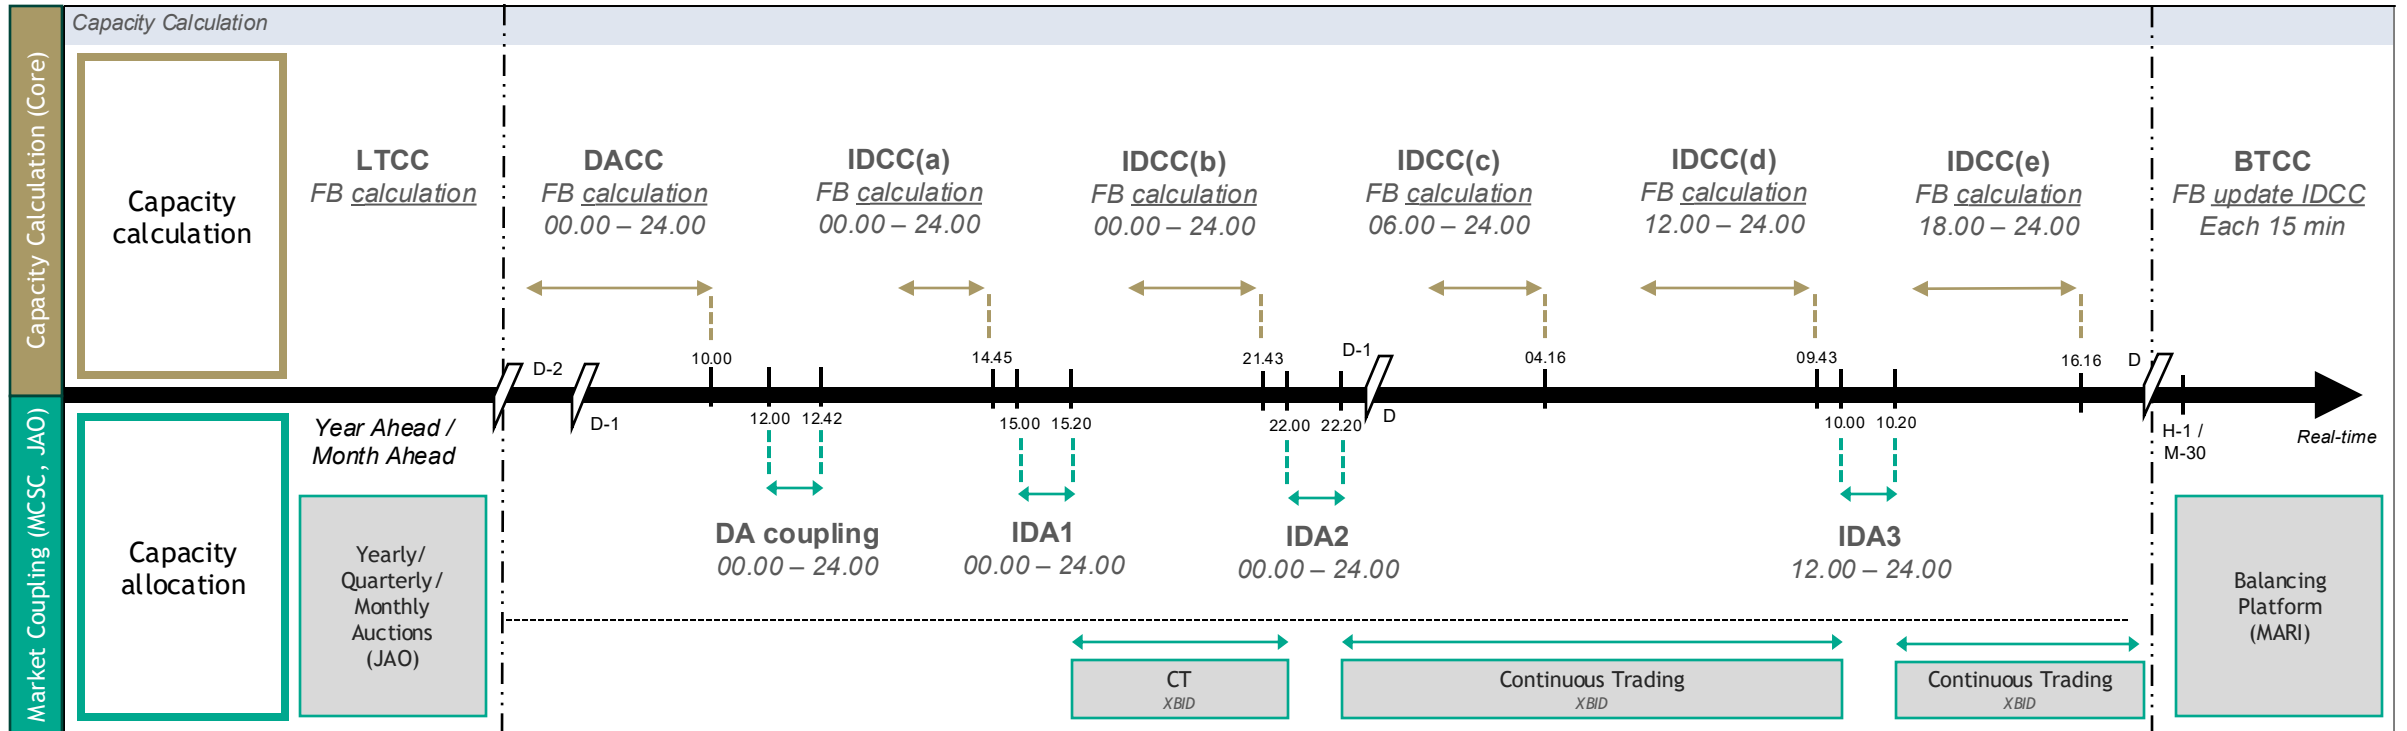 Capacity Calculation
Capacity Calculation (Core)
Capacity
calculation
LTCC
FB calculation
DACC
FB calculation
00.00 – 24.00
IDCC(a)
FB calculation
00.00 – 24.00
IDCC(b)
FB calculation
00.00 – 24.00
IDCC(c)
FB calculation
06.00 – 24.00
IDCC(d)
FB calculation
12.00 – 24.00
IDCC(e)
FB calculation
18.00 – 24.00
BTCC
FB update IDCC
Each 15 min
D-2
10.00
14.45
21.43
D-1
04.16
09.43
16.16
D
D-1
12.00
12.42
15.00
15.20
22.00
22.20
D
10.00
10.20
H-1 /
M-30
Real-time
Market Coupling (MCSC, JAO)
Capacity
allocation
Year Ahead /
Month Ahead
Yearly/
Quarterly/
Monthly
Auctions
(JAO)
DA coupling
00.00 – 24.00
IDA1
00.00 – 24.00
IDA2
00.00 – 24.00
IDA3
12.00 – 24.00
CT
XBID
Continuous Trading
XBID
Continuous Trading
XBID
Balancing
Platform
(MARI)